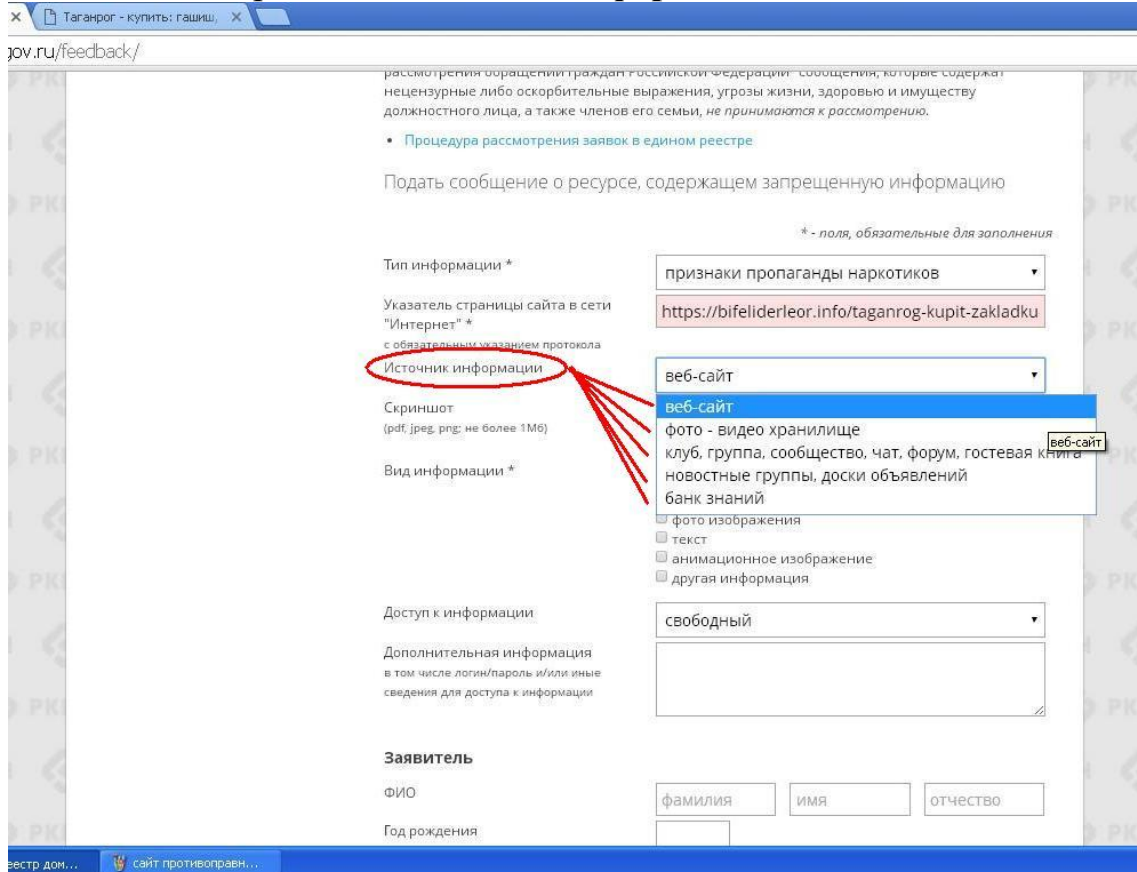 Таганрог - купить: гашиш,
gov.ru/feedback/
рассмотрения обращений граждан Российской Федерации" сообщения, которые содержат
нецензурные либо оскорбительные выражения, угрозы жизни, здоровью и имуществу
должностного лица, а также членов его семьи, не принимаются к рассмотрению.
• Процедура рассмотрения заявок в едином реестре
Подать сообщение о ресурсе, содержащем запрещенную информацию
* - поля, обязательные для заполнения
Тип информации *
признаки пропаганды наркотиков
Указатель страницы сайта в сети
"Интернет" *
с обязательным указанием протокола
https://bifeliderleor.info/taganrog-kupit-zakladku
Источник информации
веб-сайт
веб-сайт
фото - видео хранилище
клуб, группа, сообщество, чат, форум, гостевая книга
новостные группы, доски объявлений
банк знаний
веб-сайт
Скриншот
(pdf, jpeg, png; не более 1Мб)
Вид информации *
фото изображения
текст
анимационное изображение
другая информация
Доступ к информации
свободный
Дополнительная информация
в том числе логин/пароль и/или иные
сведения для доступа к информации
Заявитель
ФИО
фамилия
имя
отчество
Год рождения
еестр дом...
сайт противоправн...